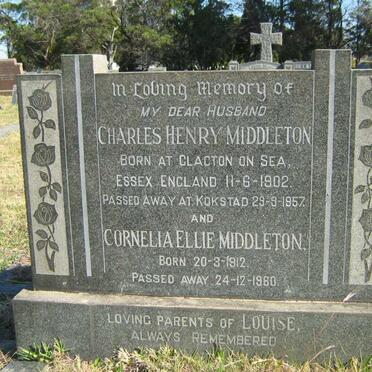 In Loving Memory of
MY DEAR HUSBAND
CHARLES HENRY MIDDLETON
BORN AT CLACTON ON SEA,
ESSEX ENGLAND 11-6-1902.
PASSED AWAY AT KOKSTAD 29-9-1957.
AND
CORNELIA ELLIE MIDDLETON.
BORN 20-3-1912.
PASSED AWAY 24-12-1960.
LOVING PARENTS OF LOUISE,
ALWAYS REMEMBERED